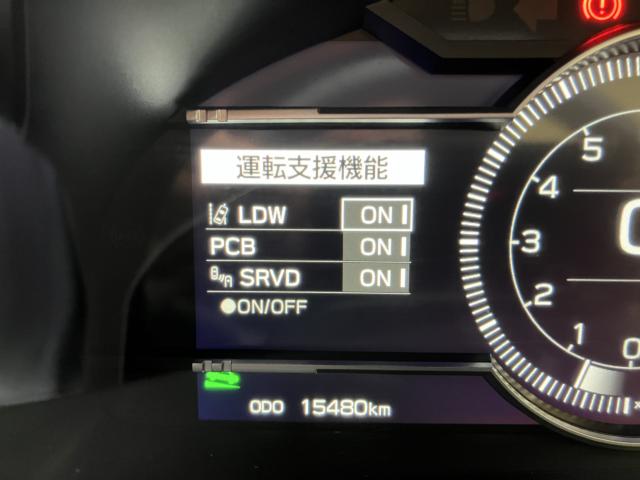 運転支援機能
LDW ON
PCB ON
SRVD ON
●ON/OFF
ODO 15480km
5
4
3
2
1
0